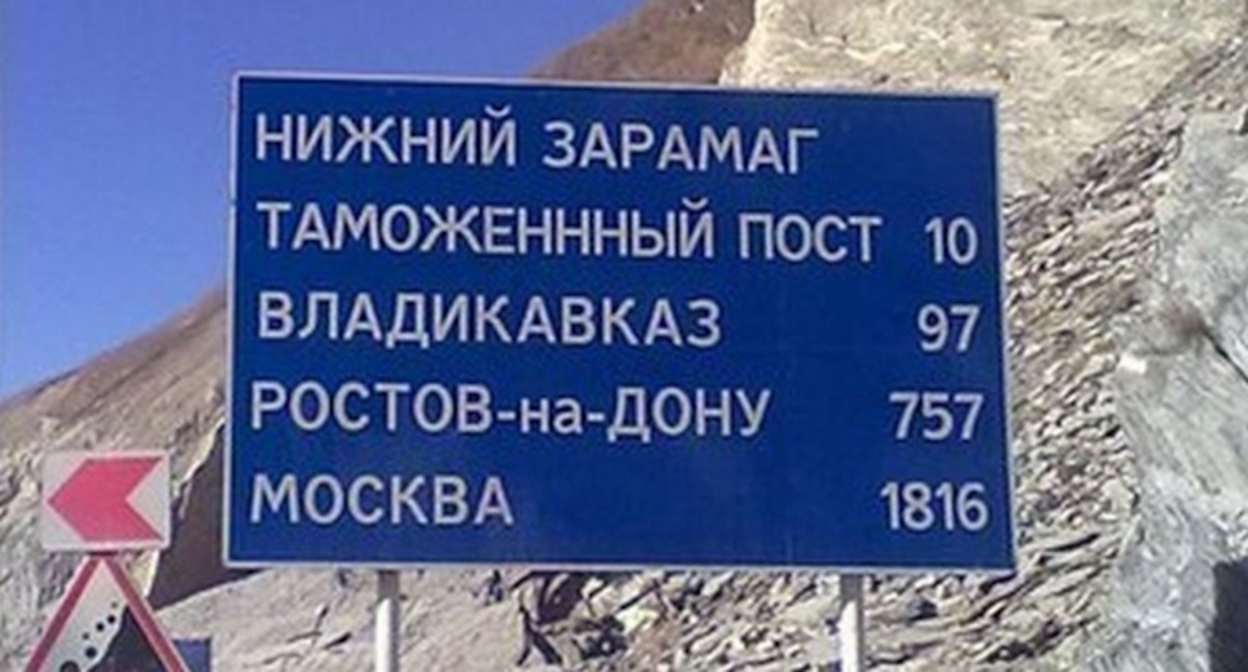 НИЖНИЙ ЗАРАМАГ
ТАМОЖЕНННЫЙ ПОСТ 10
ВЛАДИКАВКАЗ 97
РОСТОВ-на-ДОНУ 757
МОСКВА 1816